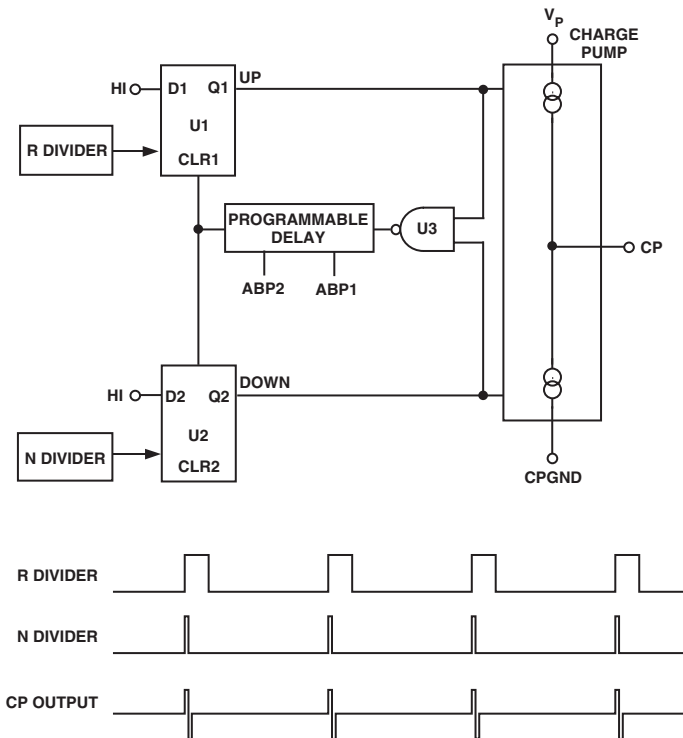 VP
CHARGE
PUMP
HI
D1
Q1
UP
U1
R DIVIDER
CLR1
PROGRAMMABLE
DELAY
U3
CP
ABP2
ABP1
HI
D2
Q2
DOWN
U2
N DIVIDER
CLR2
CPGND
R DIVIDER
N DIVIDER
CP OUTPUT